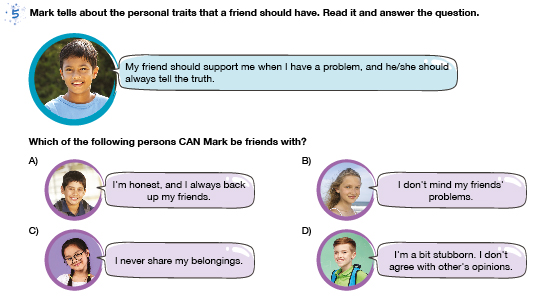 5 Mark tells about the personal traits that a friend should have. Read it and answer the question.
My friend should support me when I have a problem, and he/she should
always tell the truth.
Which of the following persons CAN Mark be friends with?
A)
I'm honest, and I always back
up my friends.
B)
I don't mind my friends'
problems.
C)
I never share my belongings.
D)
I'm a bit stubborn. I don't
agree with other's opinions.